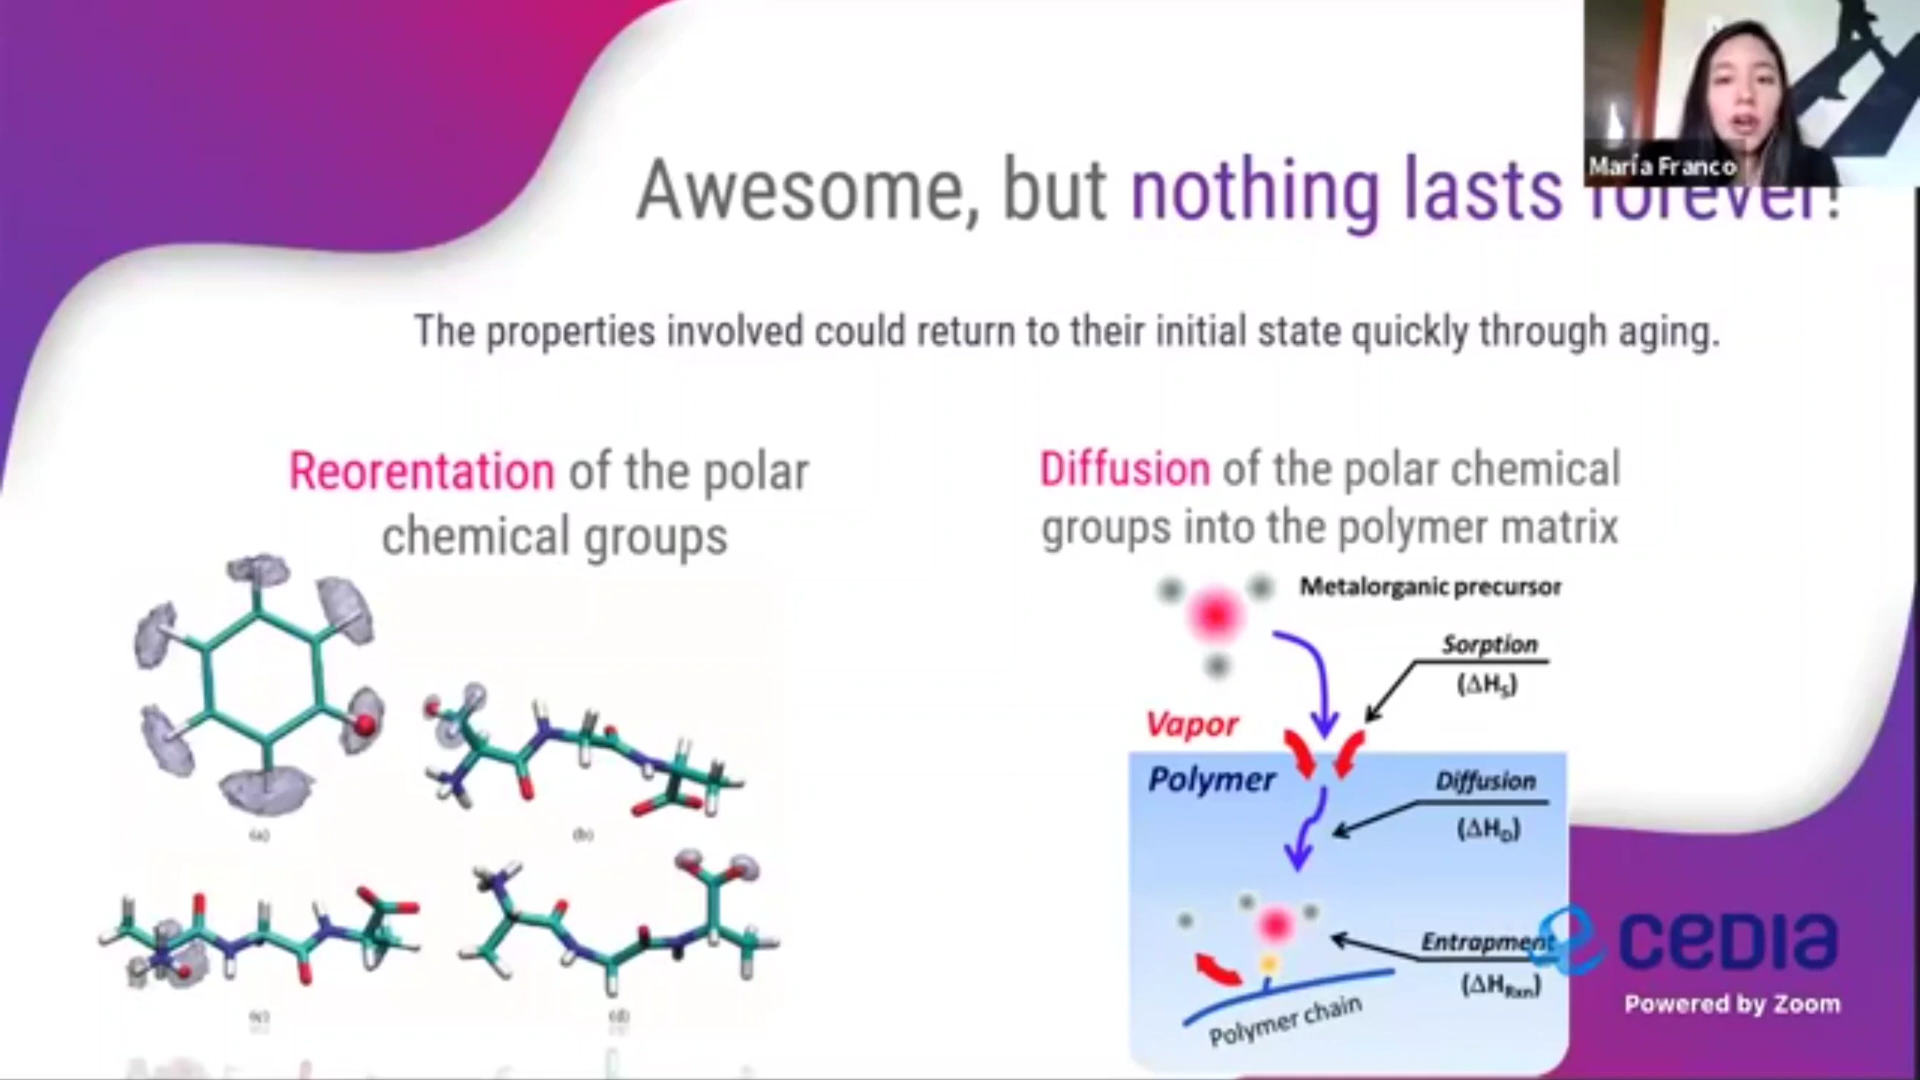 María Franco
Awesome, but nothing lasts forever!
The properties involved could return to their initial state quickly through aging.
Reorentation of the polar
chemical groups
Diffusion of the polar chemical
groups into the polymer matrix
Metalorganic precursor
Sorption
(ΔHS)
Vapor
Polymer
Diffusion
(ΔHD)
Entrapment
(ΔHRxn)
Polymer chain
(a)
(b)
(c)
(d)
CEDIA
Powered by Zoom